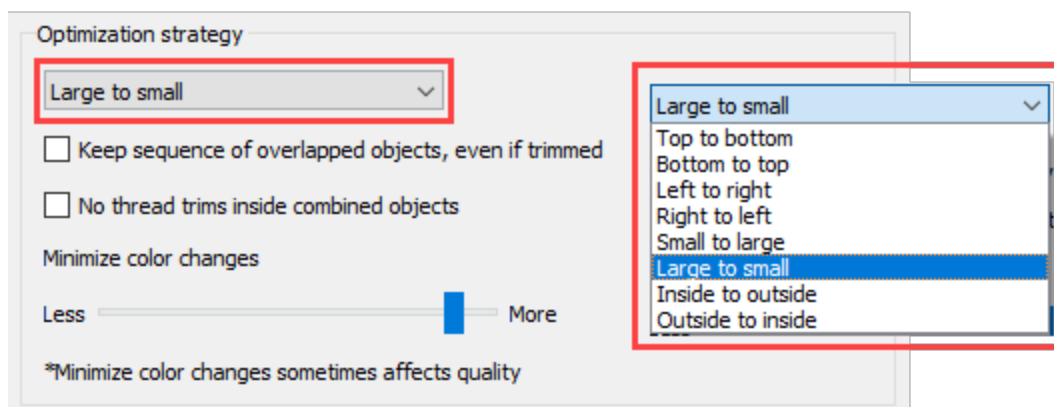 Optimization strategy
Large to small
Keep sequence of overlapped objects, even if trimmed
No thread trims inside combined objects
Minimize color changes
Less
More
*Minimize color changes sometimes affects quality
Large to small
Top to bottom
Bottom to top
Left to right
Right to left
Small to large
Large to small
Inside to outside
Outside to inside